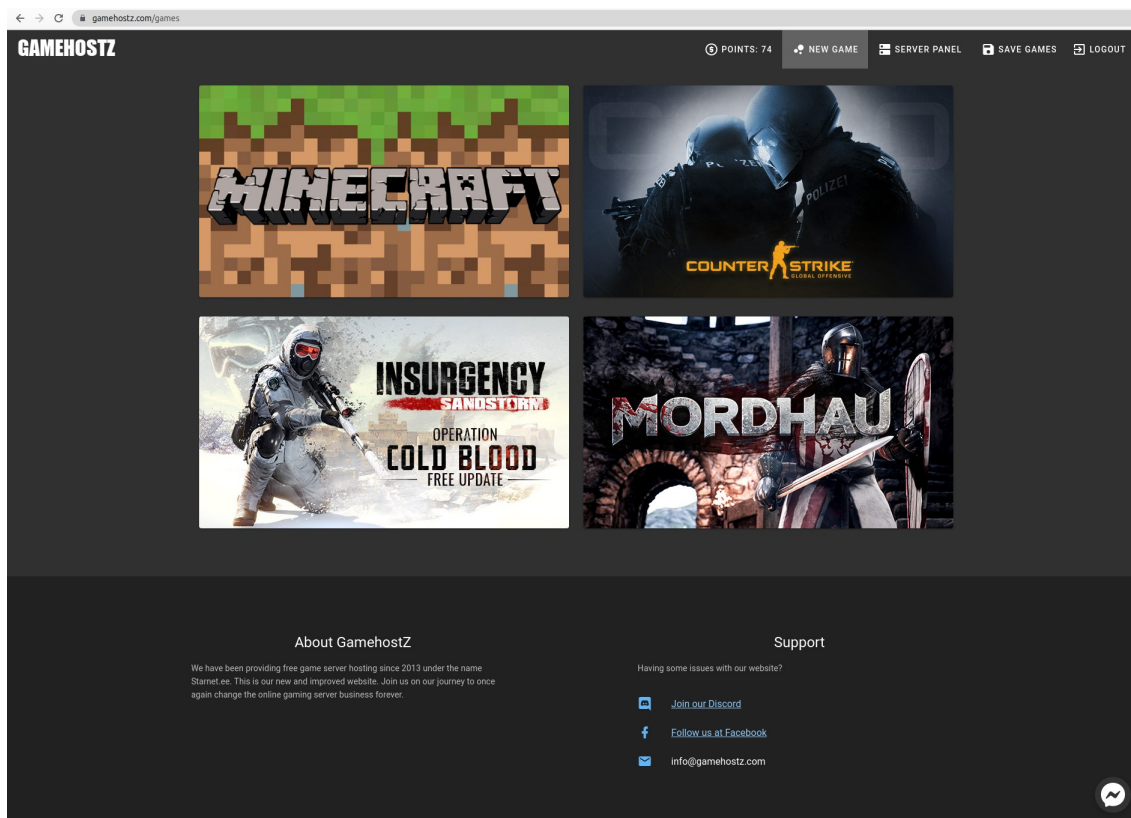 gamehostz.com/games
GAMEHOSTZ
POINTS: 74
NEW GAME
SERVER PANEL
SAVE GAMES
LOGOUT
MINECRAFT
POLIZEI
POLIZEI
COUNTER STRIKE
GLOBAL OFFENSIVE
INSURGENCY
SANDSTORM
OPERATION
COLD BLOOD
FREE UPDATE
MORDHAU
About GamehostZ
We have been providing free game server hosting since 2013 under the name
Starnet.ee. This is our new and improved website. Join us on our journey to once
again change the online gaming server business forever.
Support
Having some issues with our website?
Join our Discord
Follow us at Facebook
info@gamehostz.com